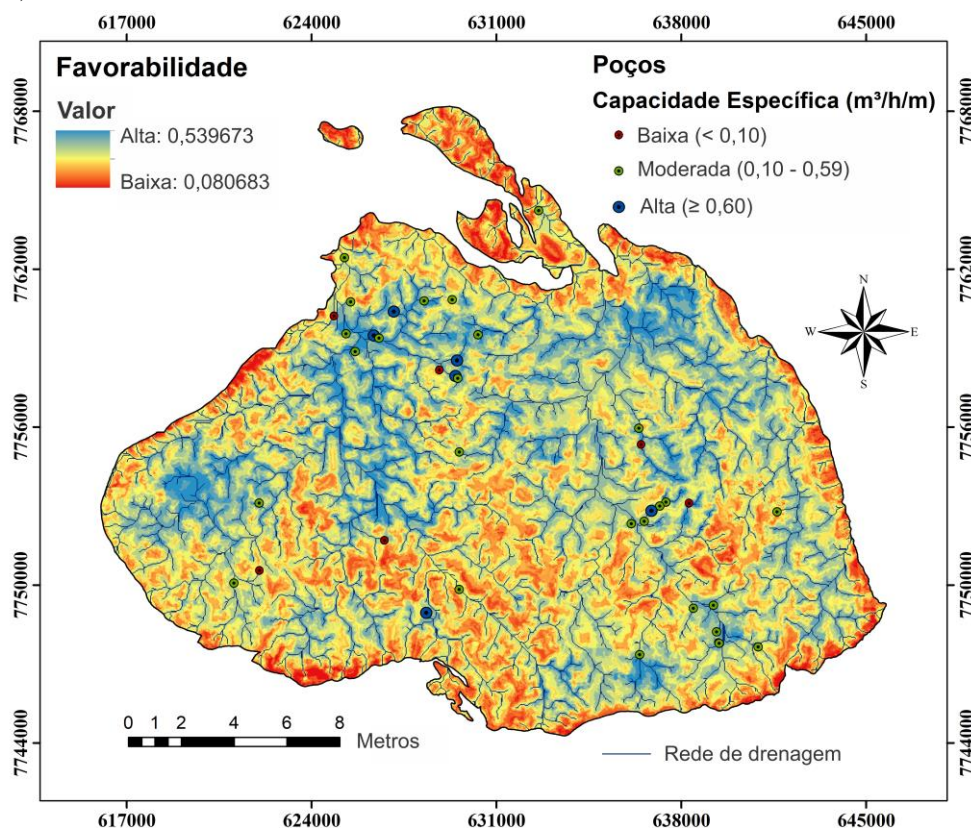 617000 624000 631000 638000 645000
Favorabilidade
Valor
Alta: 0,539673
Baixa: 0,080683
Poços
Capacidade Específica (m³/h/m)
Baixa (< 0,10)
Moderada (0,10 - 0,59)
Alta (≥ 0,60)
7768000 7768000
7762000 7762000
N
W E
S
7756000 7756000
7750000 7750000
0 1 2 4 6 8
Metros
Rede de drenagem
7744000 7744000
617000 624000 631000 638000 645000